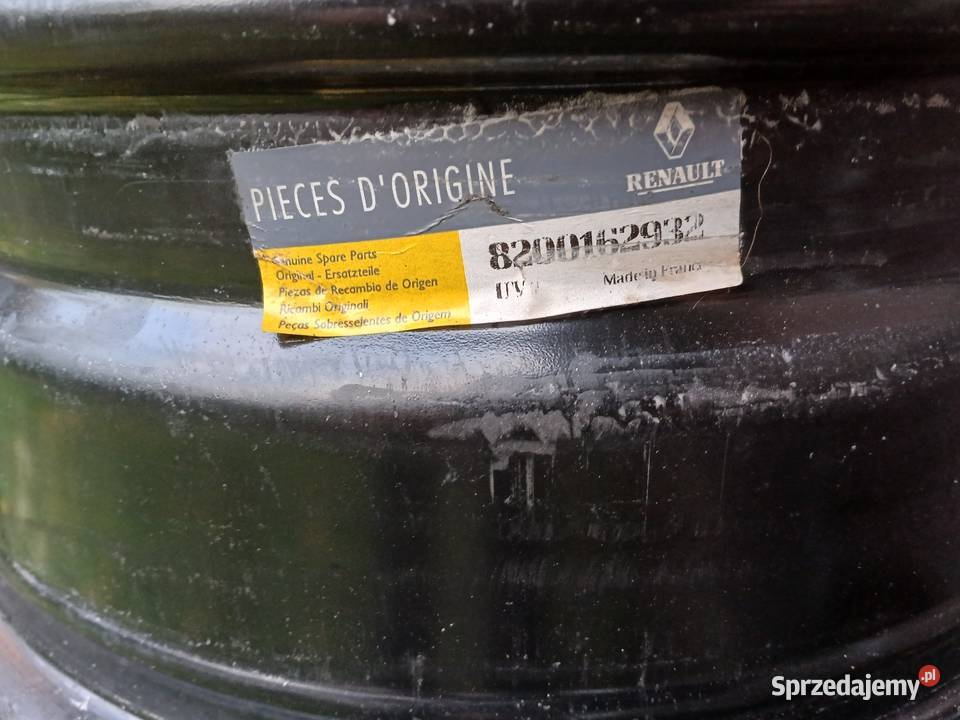 PIECES D'ORIGINE
RENAULT
Genuine Spare Parts
Original - Ersatzteile
Piezas de Recambio de Origen
Ricambi Originali
Peças Sobresselentes de Origem
8200162932
UV
Made in France
Sprzedajemy.pl